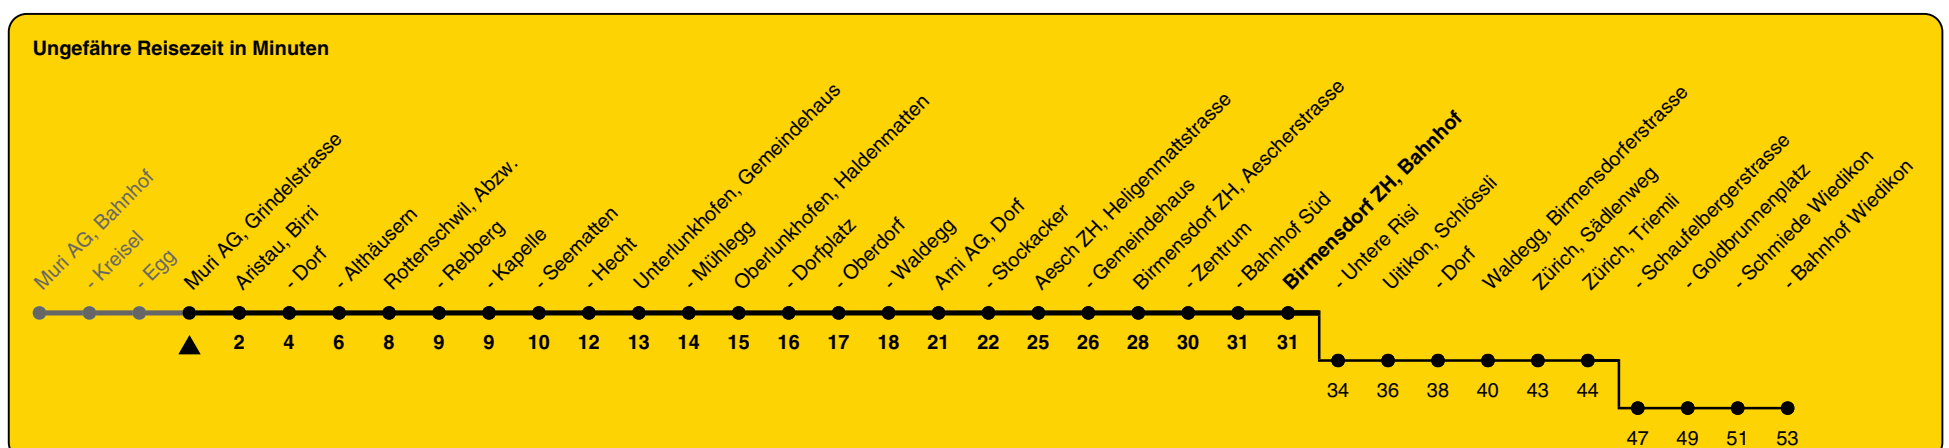 Ungefähre Reisezeit in Minuten
Muri AG, Bahnhof
- Kreisel
- Egg
Muri AG, Grindelstrasse
Aristau, Birri
- Dorf
- Althäusern
Rottenschwil, Abzw.
- Rebberg
- Kapelle
- Seematten
- Hecht
Unterlunkhofen, Gemeindehaus
- Mühlegg
Oberlunkhofen, Haldenmatten
- Dorfplatz
- Oberdorf
- Waldegg
Arni AG, Dorf
- Stockacker
Aesch ZH, Heligenmattstrasse
- Gemeindehaus
Birmensdorf ZH, Aescherstrasse
- Zentrum
- Bahnhof Süd
Birmensdorf ZH, Bahnhof
- Untere Risi
Uitikon, Schlössli
- Dorf
Waldegg, Birmensdorferstrasse
Zürich, Sädlenweg
Zürich, Triemli
- Schaufelbergerstrasse
- Goldbrunnenplatz
- Schmiede Wiedikon
- Bahnhof Wiedikon
2 4 6 8 9 9 10 12 13 14 15 16 17 18 21 22 25 26 28 30 31 31
34 36 38 40 43 44
47 49 51 53